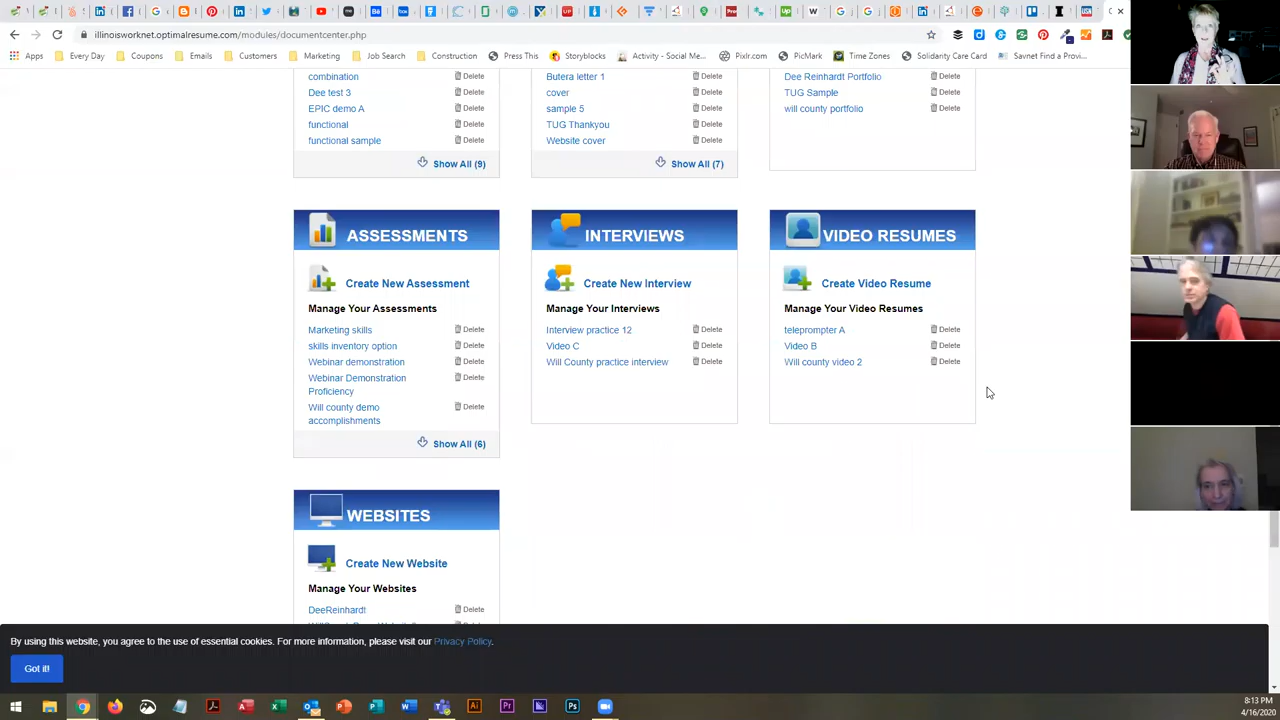 illinoisworknet.optimalresume.com/modules/documentcenter.php
Apps Every Day Coupons Emails Customers Marketing Job Search Construction Press This Storyblocks Activity - Social Me... Pixlr.com PicMark Time Zones Solidarity Care Card Savnet Find a Provi...
combination Delete
Dee test 3 Delete
EPIC demo A Delete
functional Delete
functional sample Delete
Show All (9)
Butera letter 1 Delete
cover Delete
sample 5 Delete
TUG Thankyou Delete
Website cover Delete
Show All (7)
Dee Reinhardt Portfolio Delete
TUG Sample Delete
will county portfolio Delete
ASSESSMENTS
Create New Assessment
Manage Your Assessments
Marketing skills Delete
skills inventory option Delete
Webinar demonstration Delete
Webinar Demonstration Delete
Proficiency
Will county demo Delete
accomplishments
Show All (6)
INTERVIEWS
Create New Interview
Manage Your Interviews
Interview practice 12 Delete
Video C Delete
Will County practice interview Delete
VIDEO RESUMES
Create Video Resume
Manage Your Video Resumes
teleprompter A Delete
Video B Delete
Will county video 2 Delete
WEBSITES
Create New Website
Manage Your Websites
DeeReinhardt Delete
By using this website, you agree to the use of essential cookies. For more information, please visit our Privacy Policy.
Got it!
8:13 PM
4/16/2020